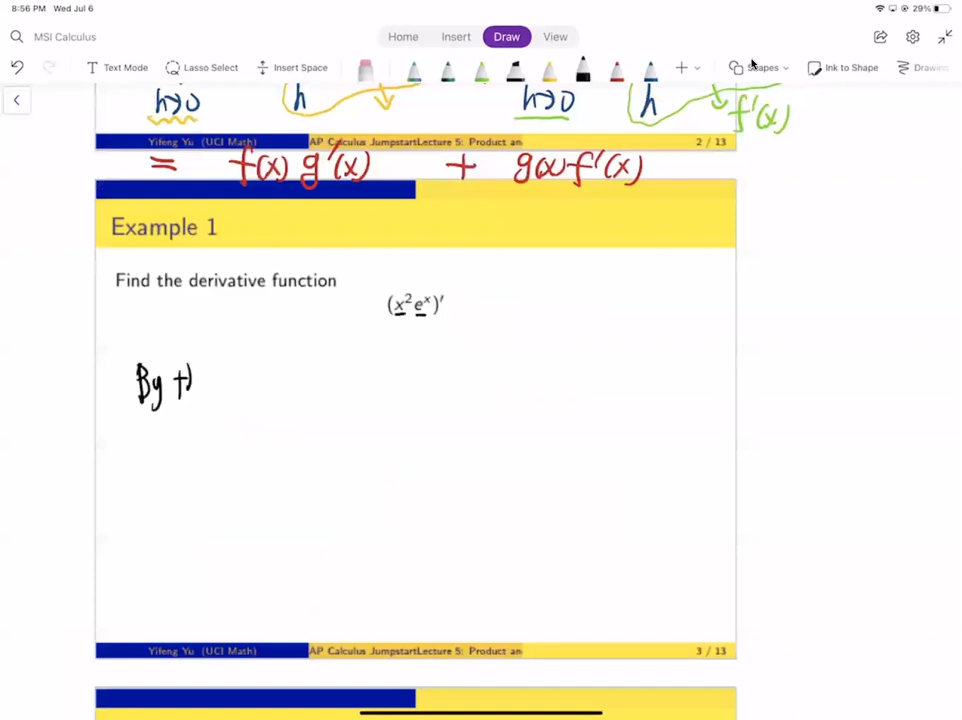 8:56 PM Wed Jul 6
29%
MSI Calculus
Home Insert Draw View
Text Mode Lasso Select Insert Space Shapes Ink to Shape Drawing
h→0 h h→0 h f'(x)
Yifeng Yu (UCI Math) AP Calculus JumpstartLecture 5: Product an 2 / 13
= f(x) g'(x) + g(x) f'(x)
Example 1
Find the derivative function
(x²eˣ)′
By th
Yifeng Yu (UCI Math) AP Calculus JumpstartLecture 5: Product an 3 / 13